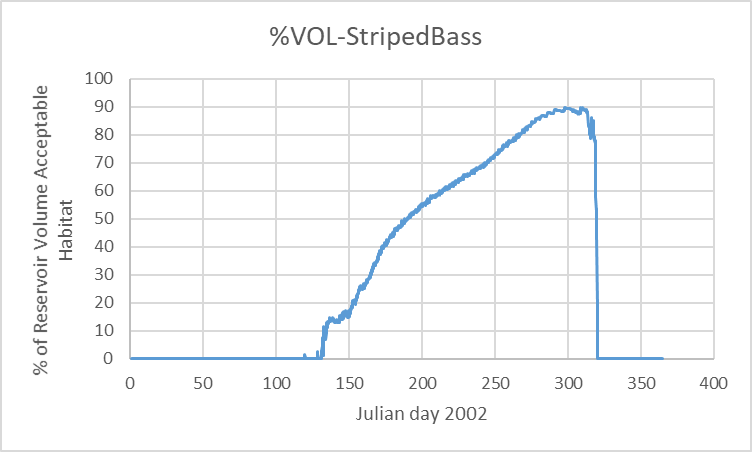 %VOL-StripedBass
% of Reservoir Volume Acceptable
Habitat
100
90
80
70
60
50
40
30
20
10
0
0 50 100 150 200 250 300 350 400
Julian day 2002